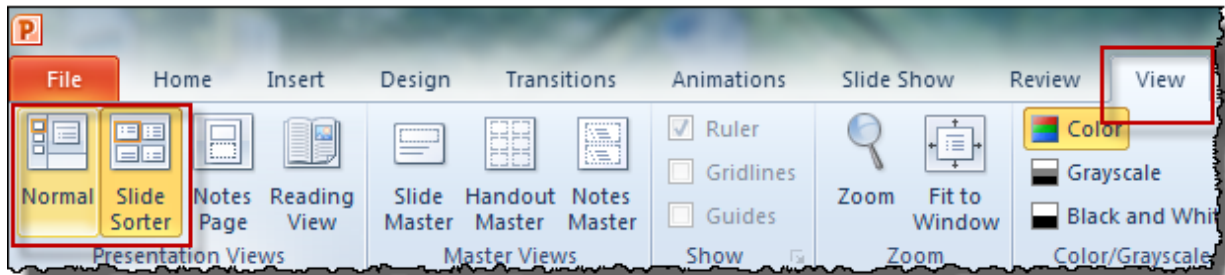 P
File Home Insert Design Transitions Animations Slide Show Review View
Normal Slide Sorter Notes Page Reading View Slide Master Handout Master Notes Master Ruler Gridlines Guides Zoom Fit to Window Color Grayscale Black and Whit
Presentation Views Master Views Show Zoom Color/Grayscale